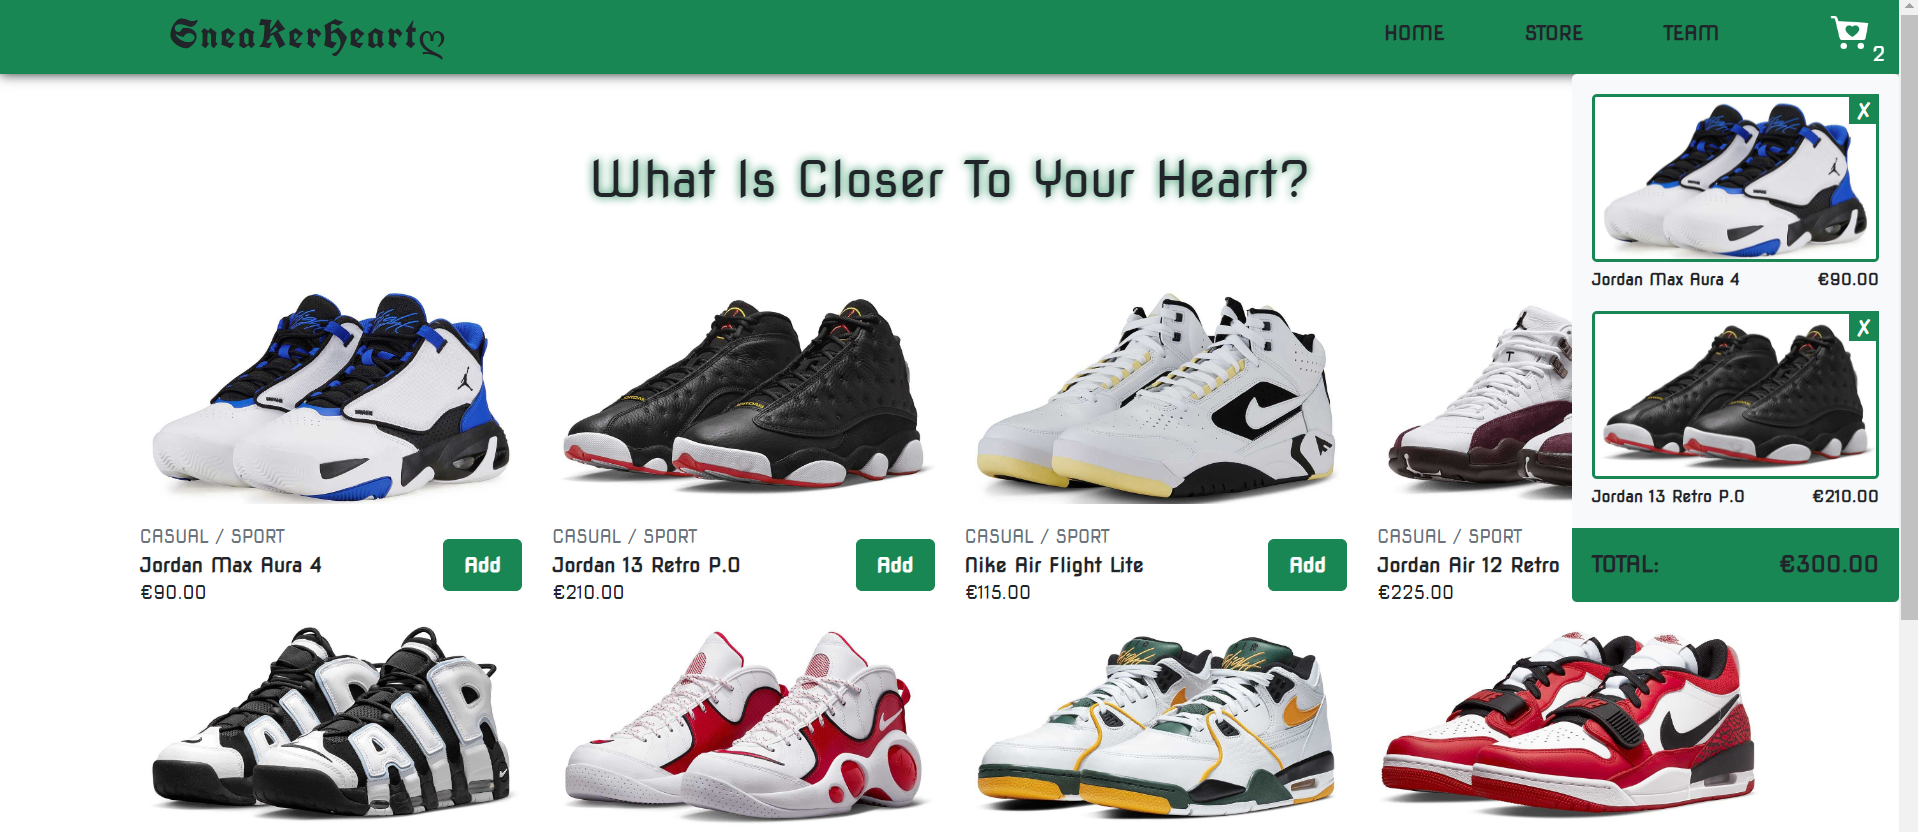 SneaKerHeartღ
HOME
STORE
TEAM
2
What Is Closer To Your Heart?
X
Jordan Max Aura 4
€90.00
X
Jordan 13 Retro P.O
€210.00
TOTAL:
€300.00
CASUAL / SPORT
Jordan Max Aura 4
€90.00
Add
CASUAL / SPORT
Jordan 13 Retro P.O
€210.00
Add
CASUAL / SPORT
Nike Air Flight Lite
€115.00
Add
CASUAL / SPORT
Jordan Air 12 Retro
€225.00